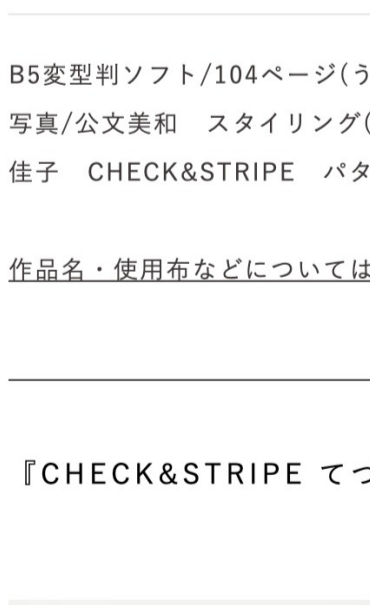 B5変型判ソフト/104ページ(う
写真/公文美和　スタイリング(
佳子　CHECK&STRIPE　パタ
作品名・使用布などについては
『CHECK&STRIPE てつ